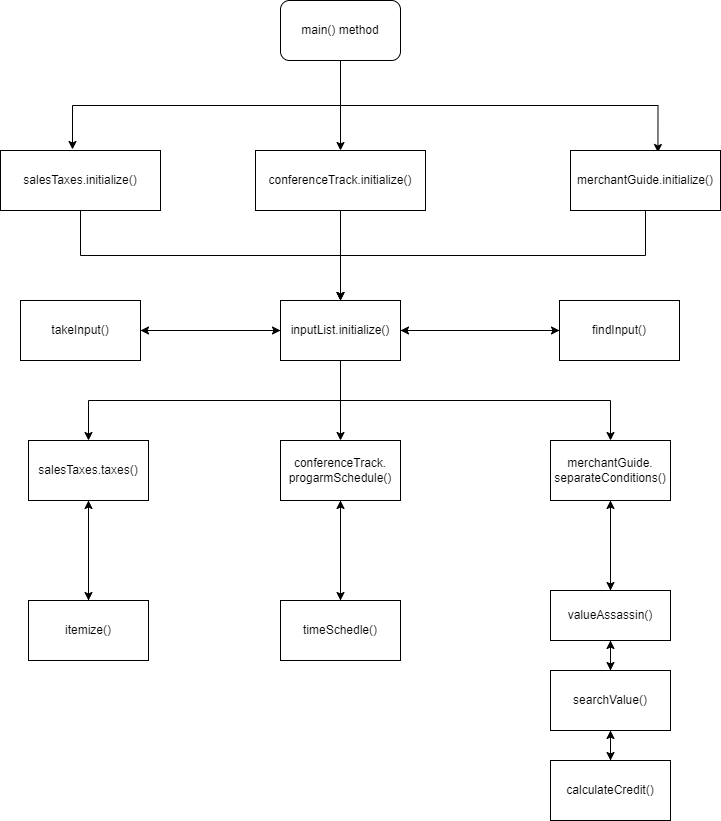 main() method
salesTaxes.initialize()
conferenceTrack.initialize()
merchantGuide.initialize()
takeInput()
inputList.initialize()
findInput()
salesTaxes.taxes()
conferenceTrack.
progarmSchedule()
merchantGuide.
separateConditions()
itemize()
timeSchedle()
valueAssassin()
searchValue()
calculateCredit()